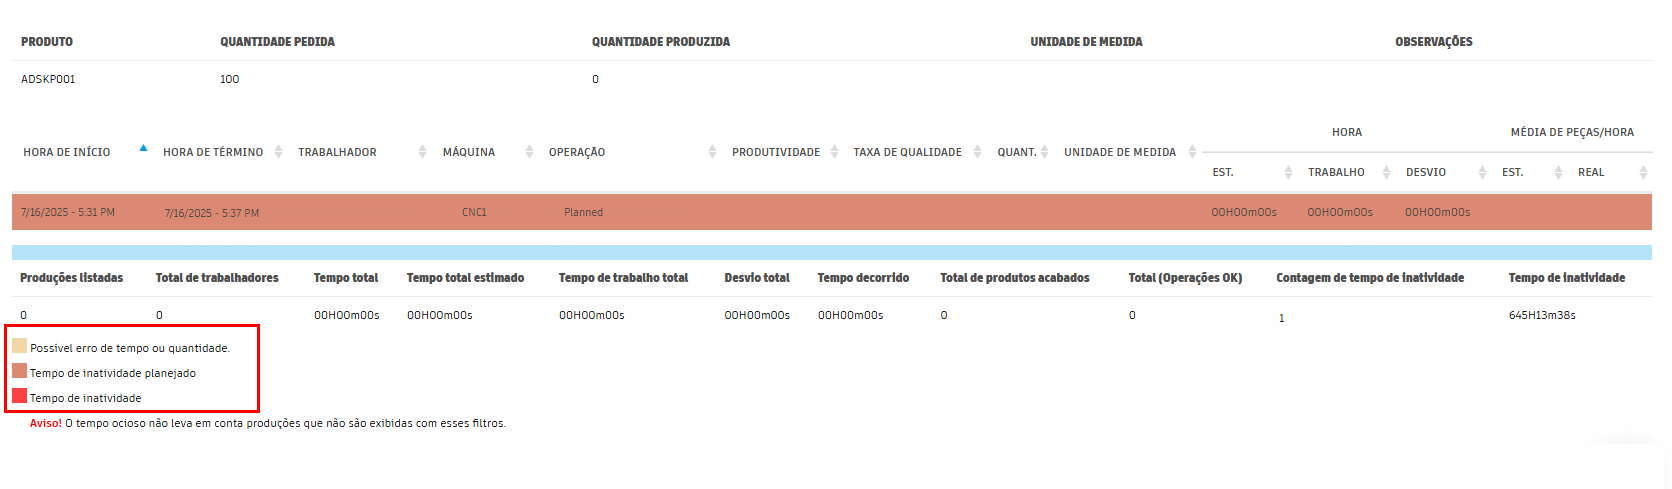 PRODUTO QUANTIDADE PEDIDA QUANTIDADE PRODUZIDA UNIDADE DE MEDIDA OBSERVAÇÕES
ADSKP001 100 0
HORA MÉDIA DE PEÇAS/HORA
HORA DE INÍCIO HORA DE TÉRMINO TRABALHADOR MÁQUINA OPERAÇÃO PRODUTIVIDADE TAXA DE QUALIDADE QUANT. UNIDADE DE MEDIDA
EST. TRABALHO DESVIO EST. REAL
7/16/2025 - 5:31 PM 7/16/2025 - 5:37 PM CNC1 Planned 00H00m00s 00H00m00s 00H00m00s
Produções listadas Total de trabalhadores Tempo total Tempo total estimado Tempo de trabalho total Desvio total Tempo decorrido Total de produtos acabados Total (Operações OK) Contagem de tempo de inatividade Tempo de inatividade
0 0 00H00m00s 00H00m00s 00H00m00s 00H00m00s 00H00m00s 0 0 1 645H13m38s
Possível erro de tempo ou quantidade.
Tempo de inatividade planejado
Tempo de inatividade
Aviso! O tempo ocioso não leva em conta produções que não são exibidas com esses filtros.